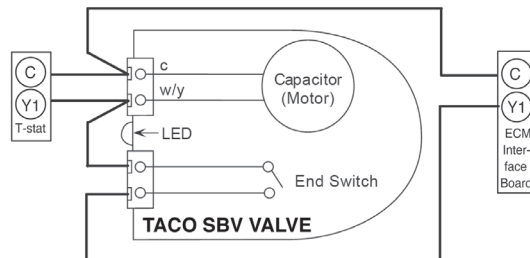 C
Y1
T-stat
c
w/y
Capacitor
(Motor)
LED
End Switch
TACO SBV VALVE
C
Y1
ECM
Inter-
face
Board